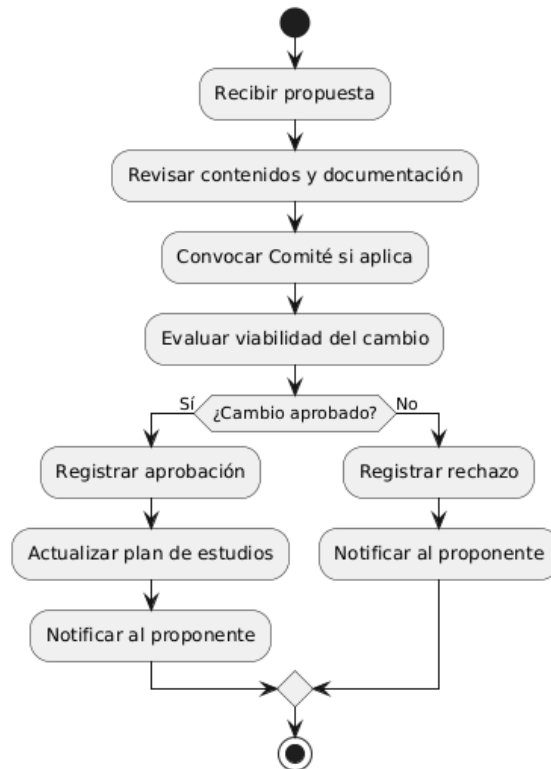 Recibir propuesta
Revisar contenidos y documentación
Convocar Comité si aplica
Evaluar viabilidad del cambio
Sí
¿Cambio aprobado?
No
Registrar aprobación
Registrar rechazo
Actualizar plan de estudios
Notificar al proponente
Notificar al proponente